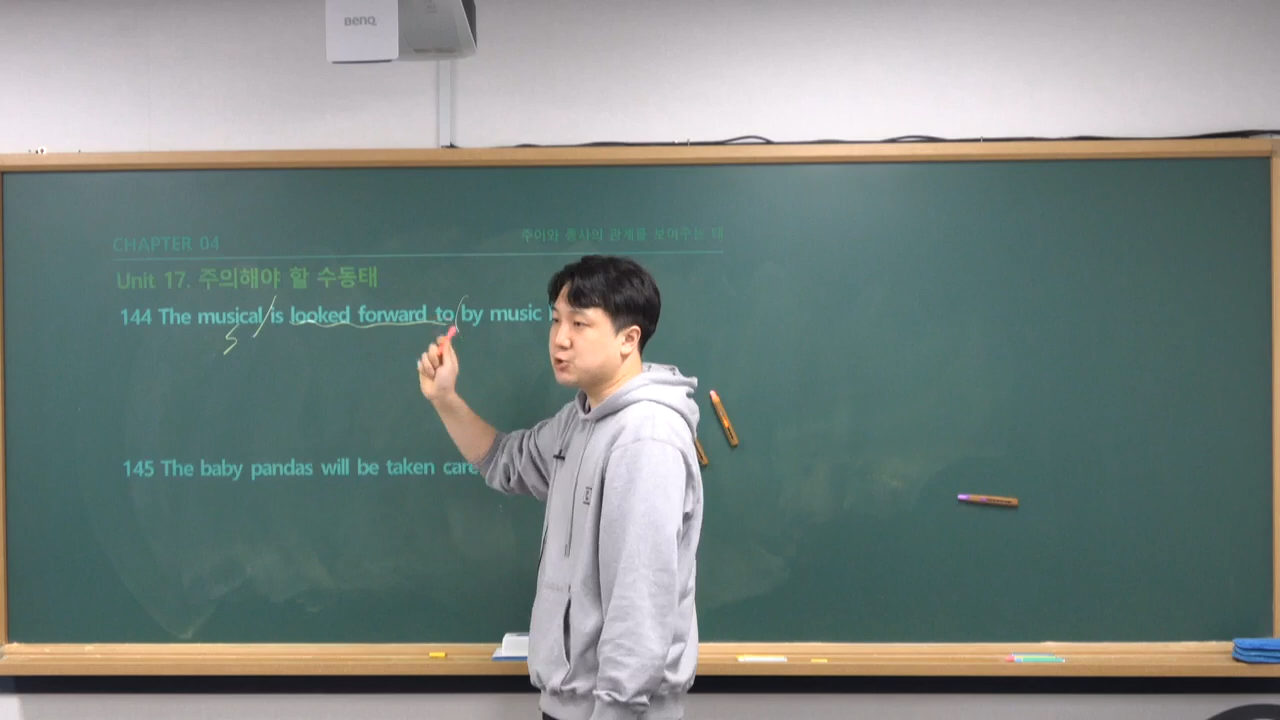 BENQ
CHAPTER 04
주어와 동사의 관계를 보여주는 태
Unit 17. 주의해야 할 수동태
144 The musical is looked forward to by music
S
145 The baby pandas will be taken care